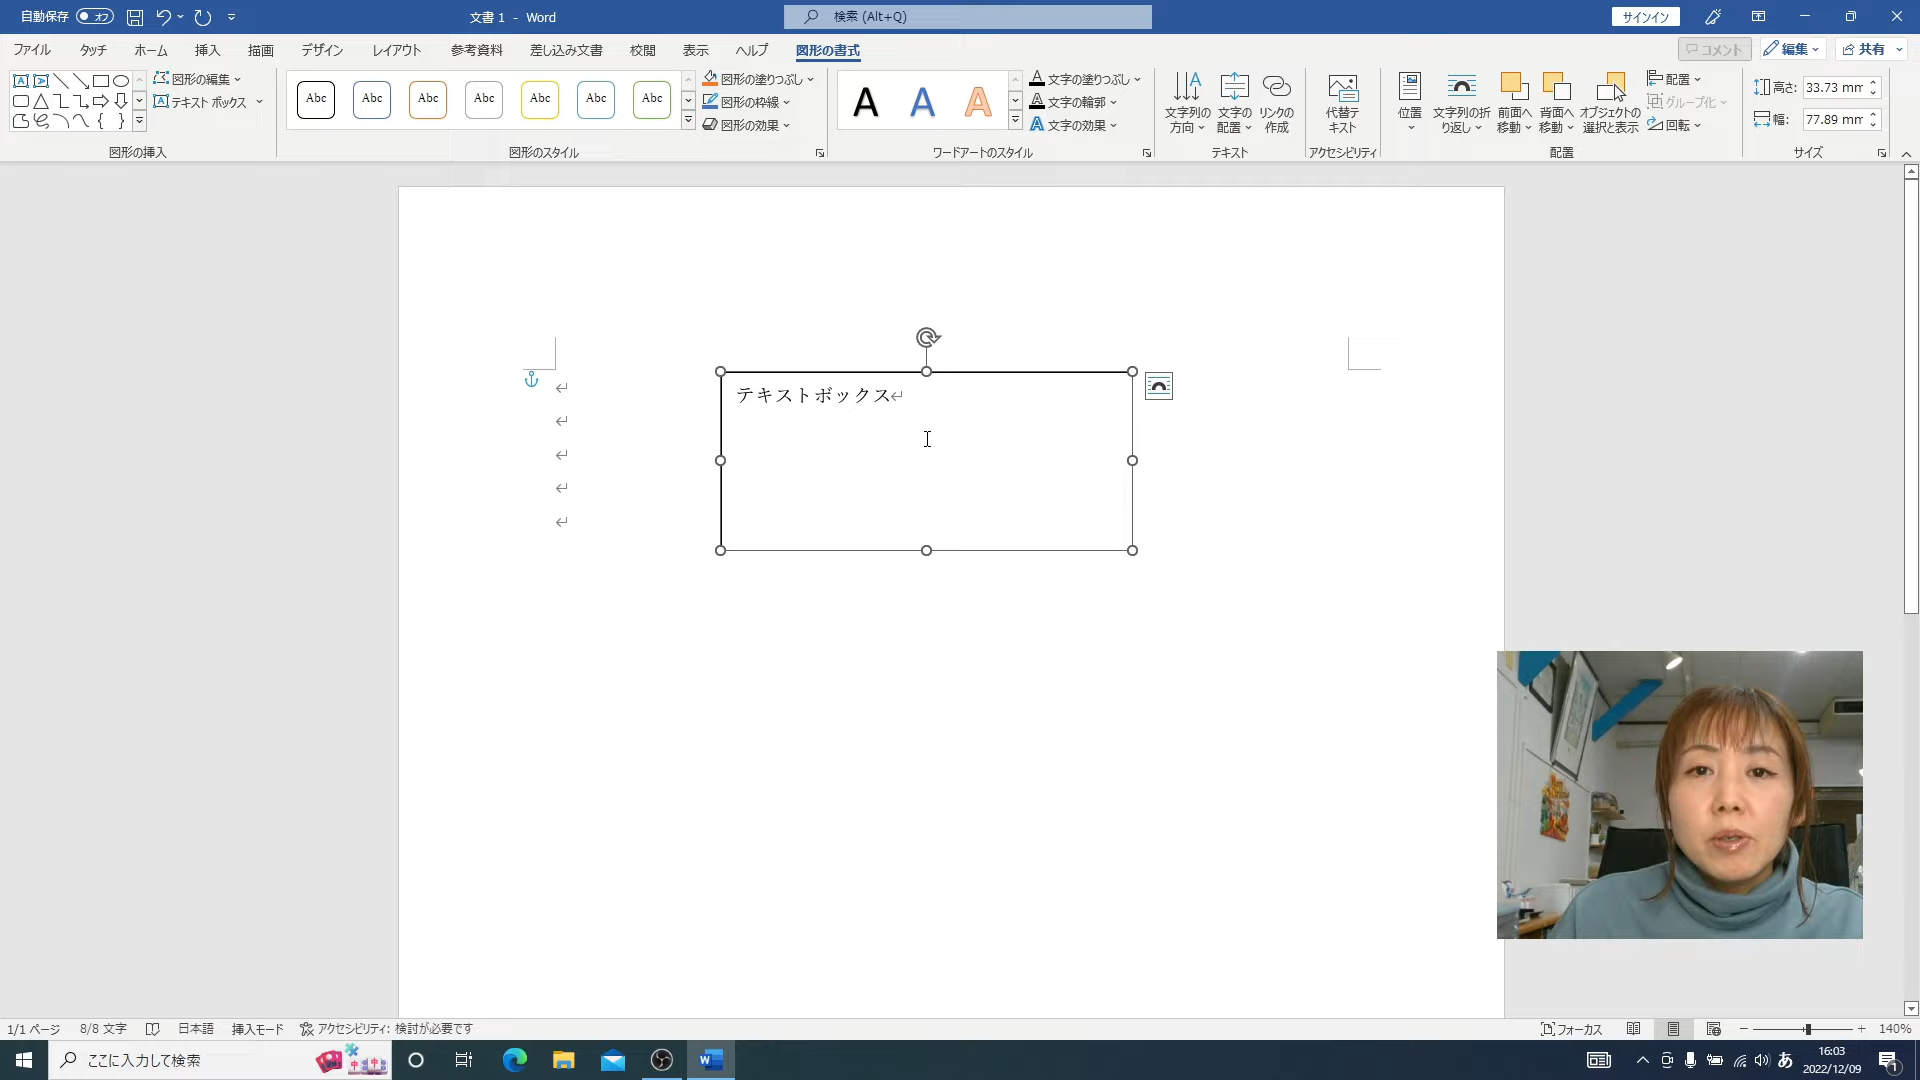 自動保存 オフ 文書 1 - Word 検索 (Alt+Q) サインイン
ファイル タッチ ホーム 挿入 描画 デザイン レイアウト 参考資料 差し込み文書 校閲 表示 ヘルプ 図形の書式 コメント 編集 共有
図形の編集
テキスト ボックス
図形の挿入
Abc Abc Abc Abc Abc Abc Abc
図形の塗りつぶし
図形の枠線
図形の効果
図形のスタイル
A A A
文字の塗りつぶし
文字の輪郭
文字の効果
ワードアートのスタイル
文字列の
方向
文字の
配置
リンクの
作成
テキスト
代替テ
キスト
アクセシビリティ
位置
文字列の折
り返し
前面へ
移動
背面へ
移動
オブジェクトの
選択と表示
配置
グループ化
回転
配置
高さ: 33.73 mm
幅: 77.89 mm
サイズ
テキストボックス
1/1 ページ 8/8 文字 日本語 挿入モード アクセシビリティ: 検討が必要です フォーカス 140%
ここに入力して検索
あ
16:03
2022/12/09
1